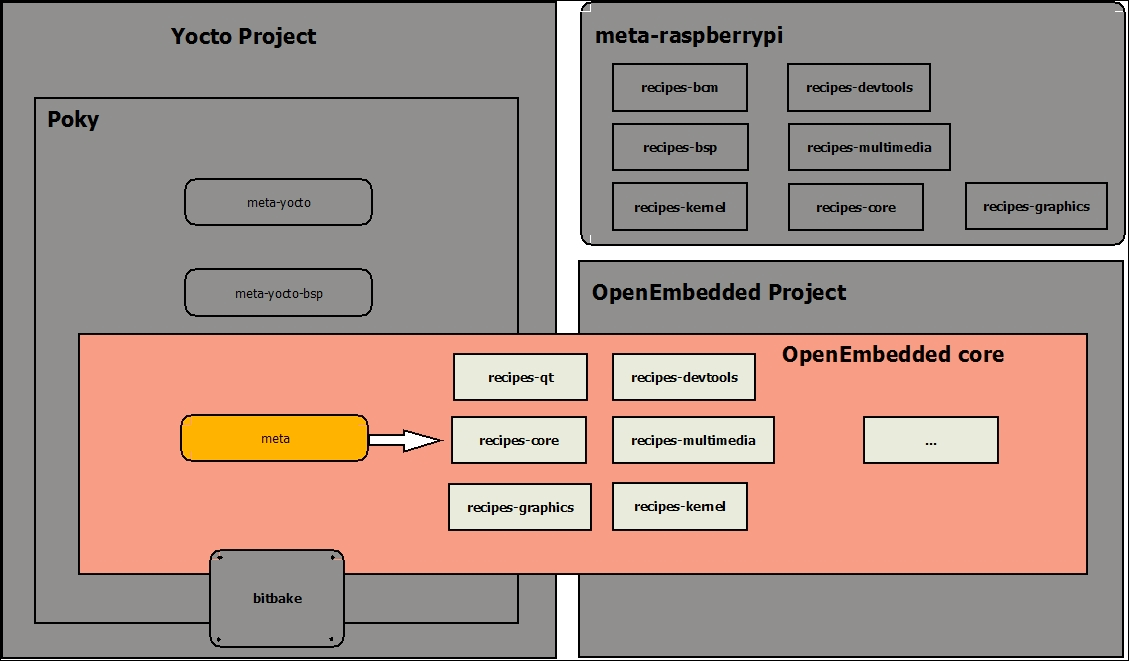 Yocto Project
Poky
meta-yocto
meta-yocto-bsp
meta-raspberrypi
recipes-bcm
recipes-devtools
recipes-bsp
recipes-multimedia
recipes-kernel
recipes-core
recipes-graphics
OpenEmbedded Project
OpenEmbedded core
meta
recipes-qt
recipes-devtools
recipes-core
recipes-multimedia
...
recipes-graphics
recipes-kernel
bitbake